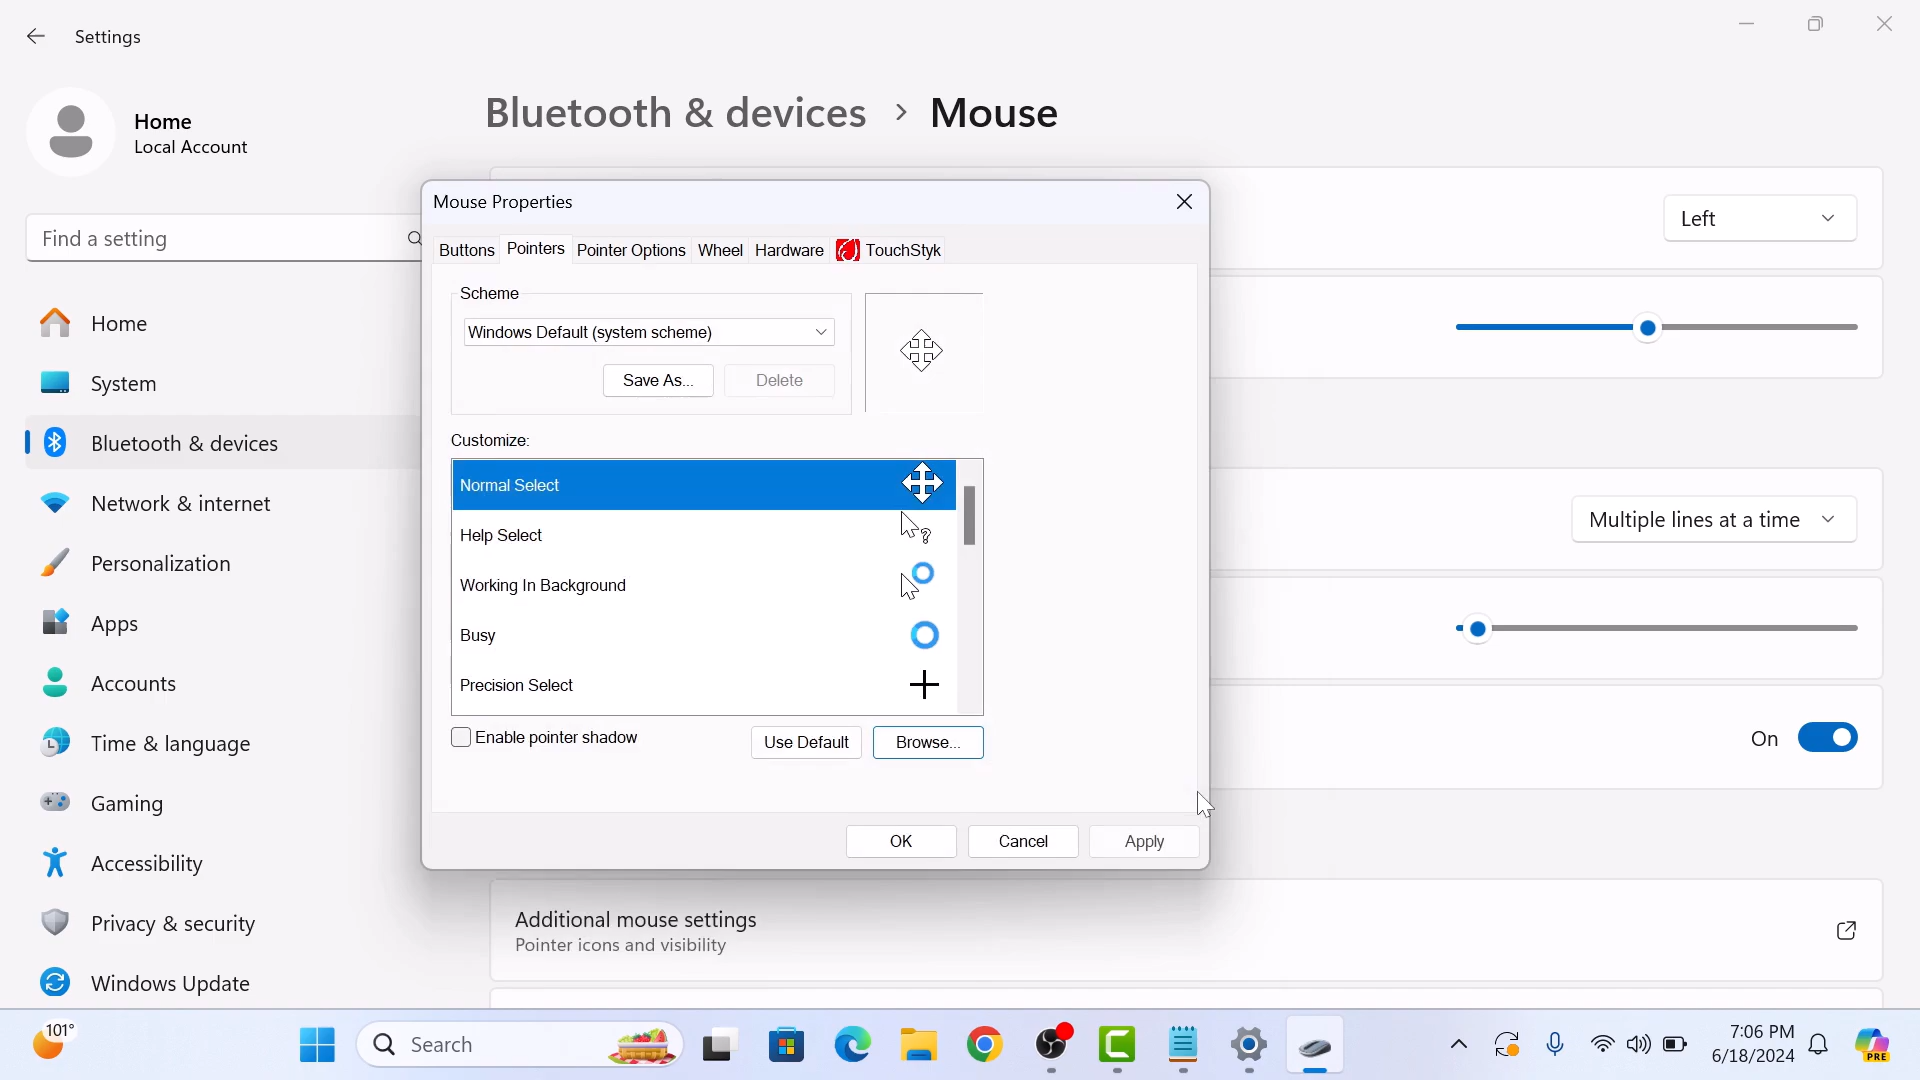 Settings
Home
Local Account
Find a setting
Home
System
Bluetooth & devices
Network & internet
Personalization
Apps
Accounts
Time & language
Gaming
Accessibility
Privacy & security
Windows Update
Bluetooth & devices > Mouse
Left
Multiple lines at a time
On
Additional mouse settings
Pointer icons and visibility
Mouse Properties
Buttons Pointers Pointer Options Wheel Hardware TouchStyk
Scheme
Windows Default (system scheme)
Save As... Delete
Customize:
Normal Select
Help Select
Working In Background
Busy
Precision Select
Enable pointer shadow
Use Default Browse...
OK Cancel Apply
101°
Search
PRE
7:06 PM
6/18/2024